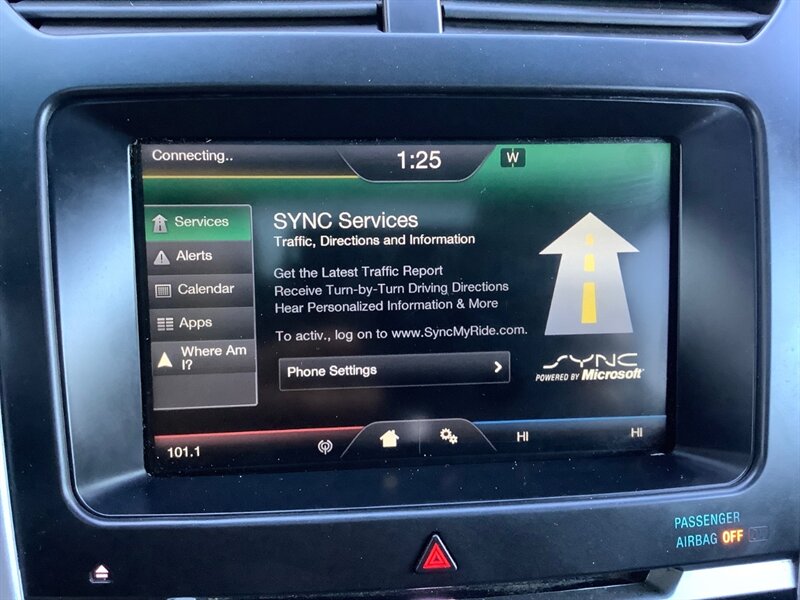 Connecting..
1:25
W
Services
Alerts
Calendar
Apps
Where Am
I?
SYNC Services
Traffic, Directions and Information
Get the Latest Traffic Report
Receive Turn-by-Turn Driving Directions
Hear Personalized Information & More
To activ., log on to www.SyncMyRide.com.
Phone Settings
SYNC
POWERED BY Microsoft
101.1
HI
HI
PASSENGER
AIRBAG OFF